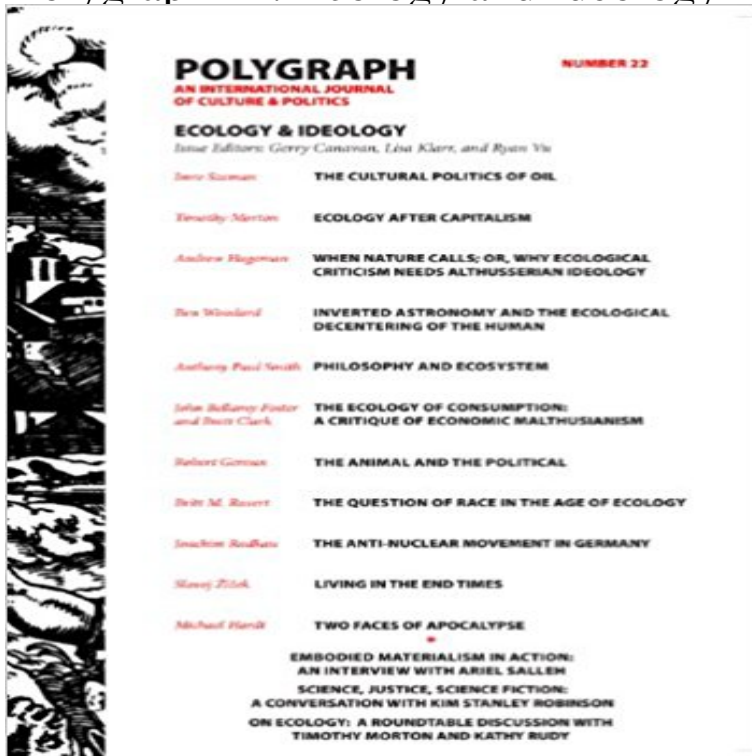 POLYGRAPH
NUMBER 22
AN INTERNATIONAL JOURNAL
OF CULTURE & POLITICS
ECOLOGY & IDEOLOGY
Issue Editors: Gerry Canavan, Lisa Klarr, and Ryan Vu
Imre Szeman THE CULTURAL POLITICS OF OIL
Timothy Morton ECOLOGY AFTER CAPITALISM
Andrew Hageman WHEN NATURE CALLS; OR, WHY ECOLOGICAL
CRITICISM NEEDS ALTHUSSERIAN IDEOLOGY
Ben Woodard INVERTED ASTRONOMY AND THE ECOLOGICAL
DECENTERING OF THE HUMAN
Anthony Paul Smith PHILOSOPHY AND ECOSYSTEM
John Bellamy Foster THE ECOLOGY OF CONSUMPTION:
and Brett Clark A CRITIQUE OF ECONOMIC MALTHUSIANISM
Robert THE ANIMAL AND THE POLITICAL
Britt M. Rusert THE QUESTION OF RACE IN THE AGE OF ECOLOGY
Joachim Radkau THE ANTI-NUCLEAR MOVEMENT IN GERMANY
Slavoj Žižek LIVING IN THE END TIMES
Michael Hardt TWO FACES OF APOCALYPSE
EMBODIED MATERIALISM IN ACTION:
AN INTERVIEW WITH ARIEL SALLEH
SCIENCE, JUSTICE, SCIENCE FICTION:
A CONVERSATION WITH KIM STANLEY ROBINSON
ON ECOLOGY: A ROUNDTABLE DISCUSSION WITH
TIMOTHY MORTON AND KATHY RUDY